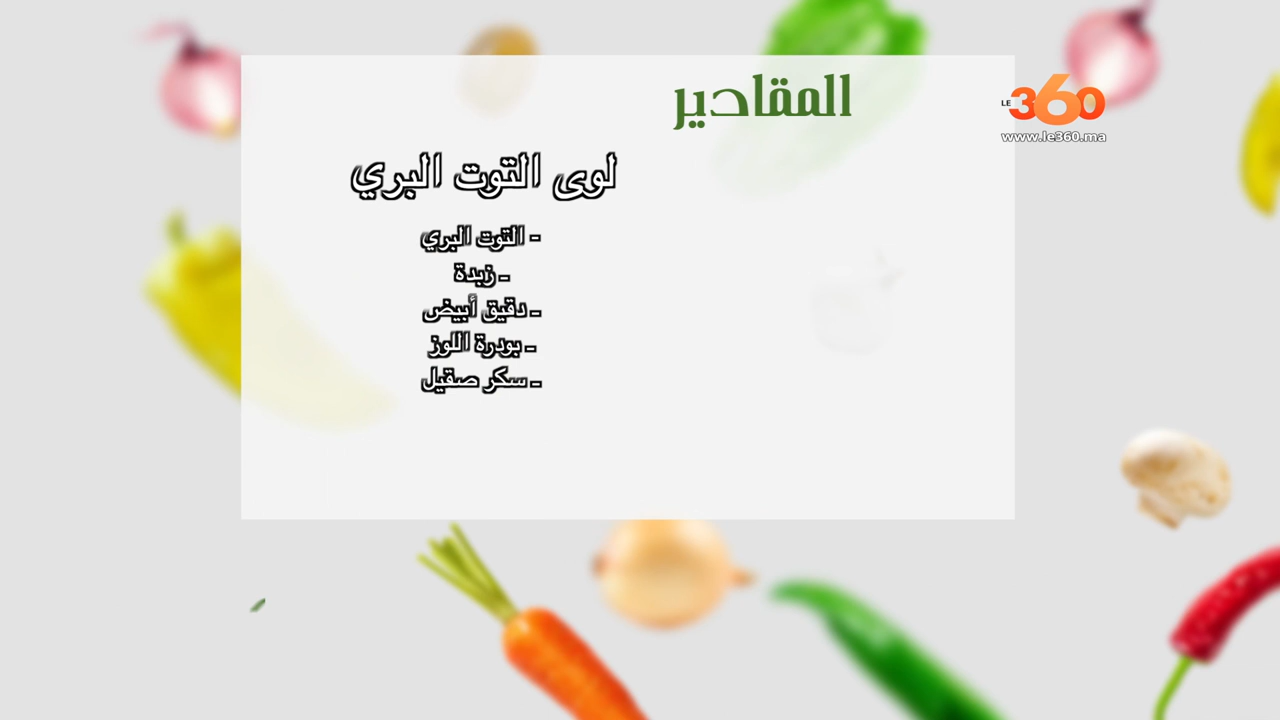 المقادير
LE 360
www.le360.ma
لوى التوت البري
- التوت البري
- زبدة
- دقيق أبيض
- بودرة اللوز
- سكر صقيل